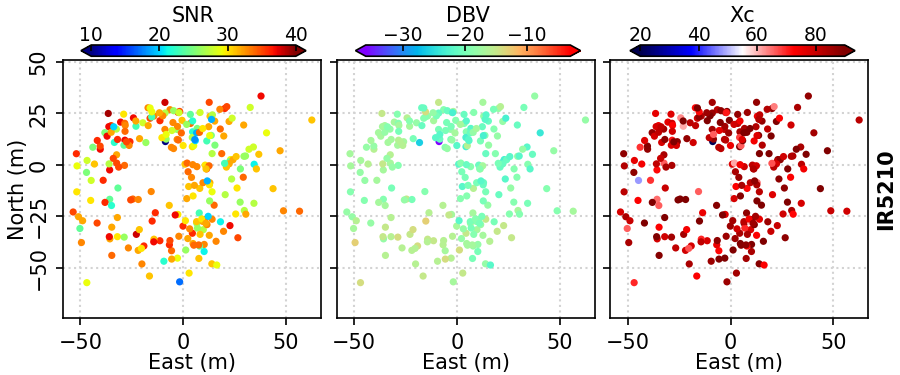 SNR DBV Xc
10 20 30 40 −30 −20 −10 20 40 60 80
50
25
0
−25
−50
North (m)
−50 0 50 −50 0 50 −50 0 50
East (m) East (m) East (m)
IR5210